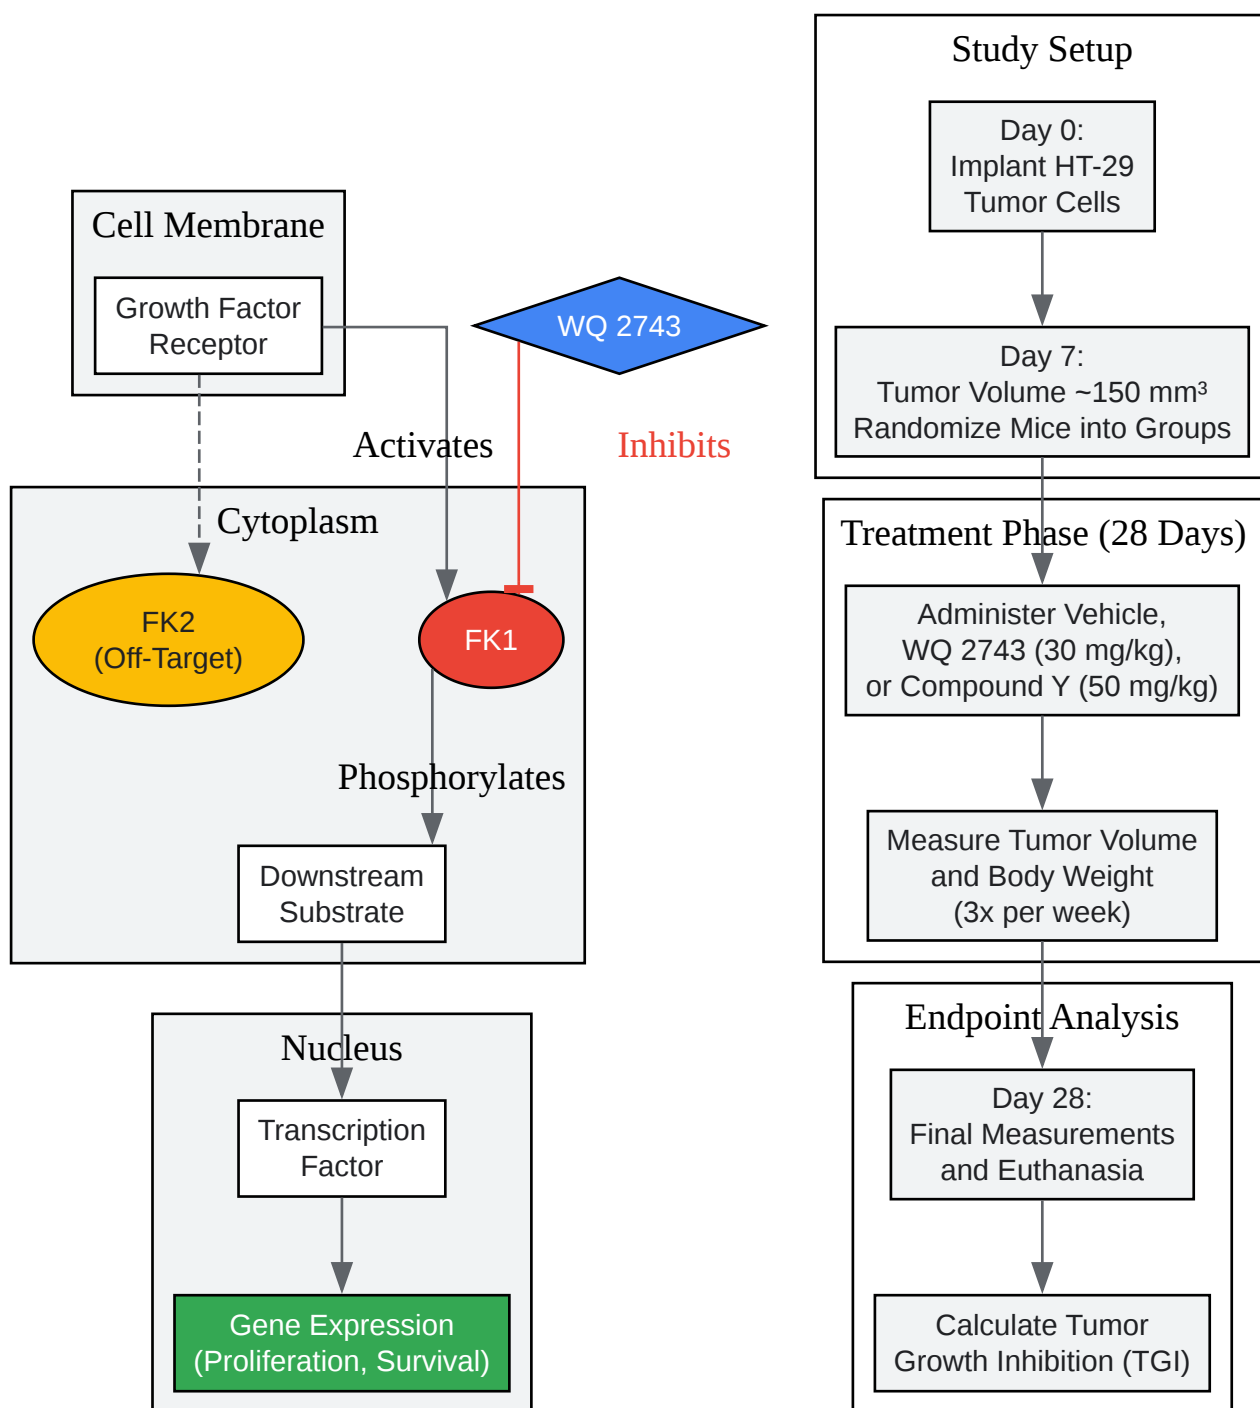 Cell Membrane
Growth Factor
Receptor
WQ 2743
Activates
Inhibits
Cytoplasm
FK2
(Off-Target)
FK1
Phosphorylates
Downstream
Substrate
Nucleus
Transcription
Factor
Gene Expression
(Proliferation, Survival)
Study Setup
Day 0:
Implant HT-29
Tumor Cells
Day 7:
Tumor Volume ~150 mm³
Randomize Mice into Groups
Treatment Phase (28 Days)
Administer Vehicle,
WQ 2743 (30 mg/kg),
or Compound Y (50 mg/kg)
Measure Tumor Volume
and Body Weight
(3x per week)
Endpoint Analysis
Day 28:
Final Measurements
and Euthanasia
Calculate Tumor
Growth Inhibition (TGI)